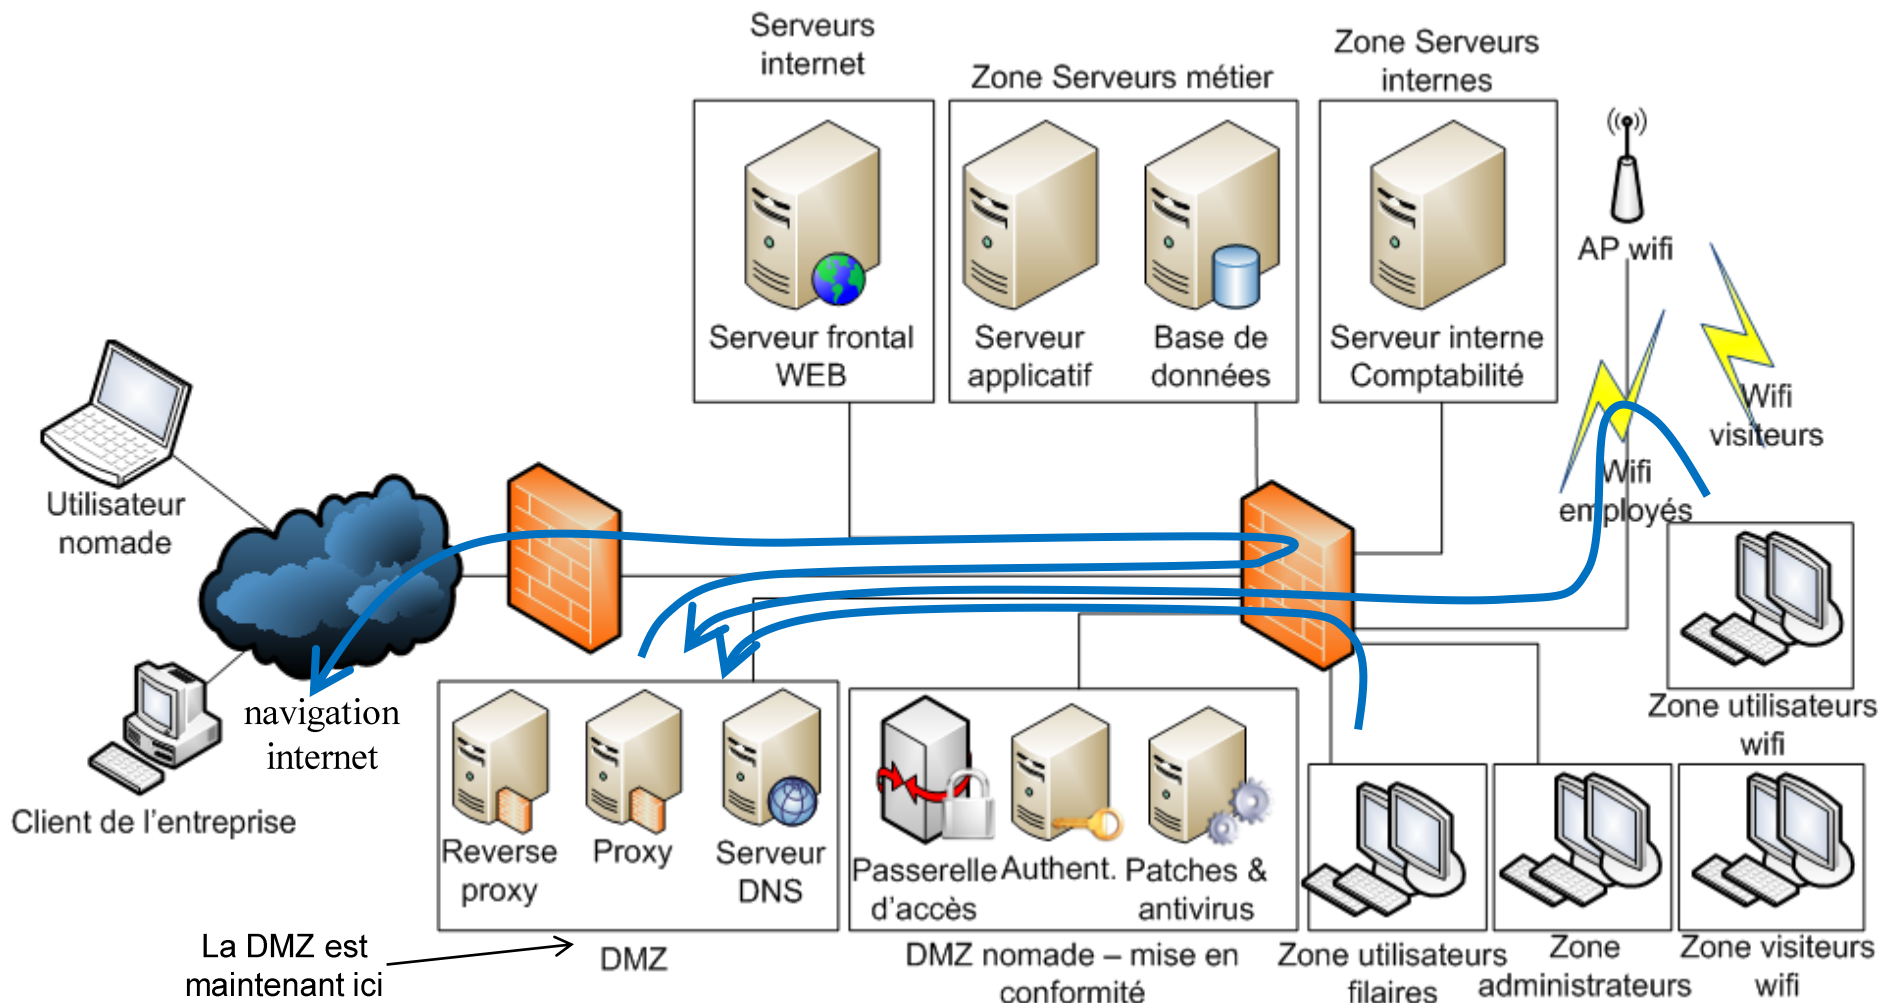 Serveurs
internet
Zone Serveurs métier
Zone Serveurs
internes
Serveur frontal
WEB
Serveur
applicatif
Base de
données
Serveur interne
Comptabilité
AP wifi
Wifi
visiteurs
Wifi
employés
Utilisateur
nomade
navigation
internet
Client de l'entreprise
Zone utilisateurs
wifi
Reverse
proxy
Proxy
Serveur
DNS
Passerelle
d'accès
Authent.
Patches &
antivirus
La DMZ est
maintenant ici
DMZ
DMZ nomade – mise en
conformité
Zone utilisateurs
filaires
Zone
administrateurs
Zone visiteurs
wifi